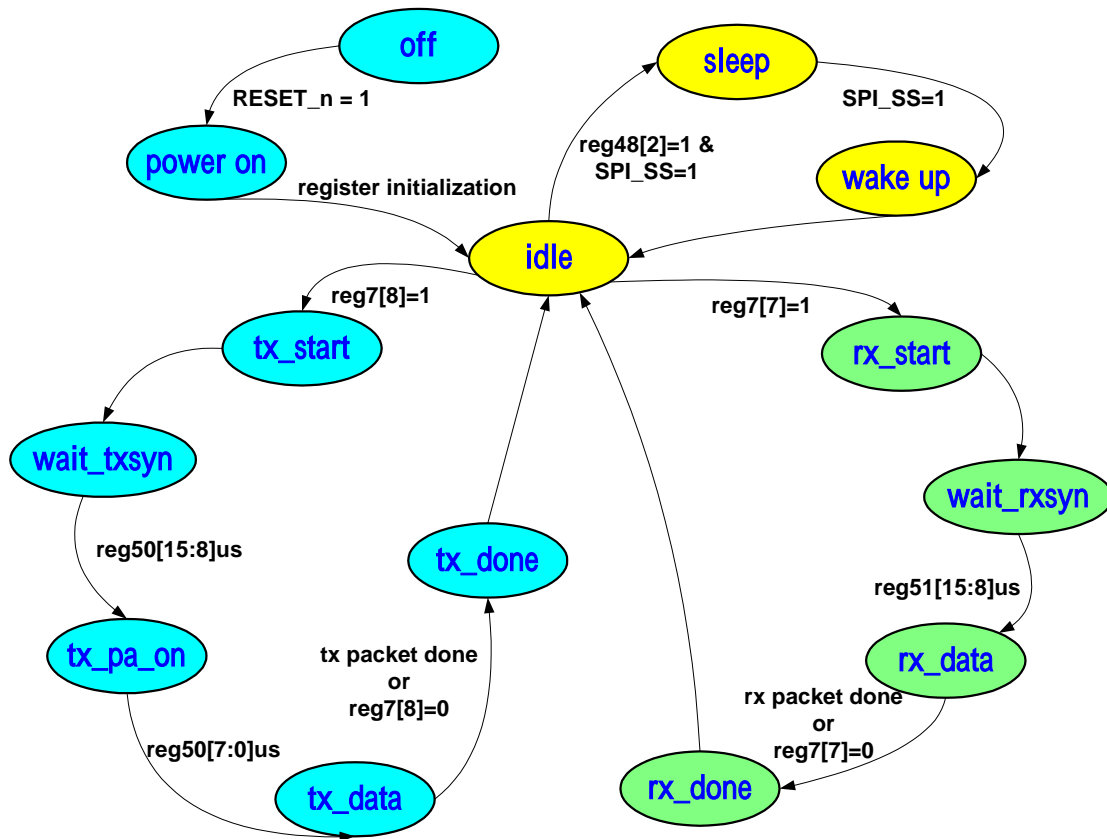 off
sleep
RESET_n = 1
SPI_SS=1
power on
reg48[2]=1 &
SPI_SS=1
wake up
register initialization
idle
reg7[8]=1
reg7[7]=1
tx_start
rx_start
wait_txsyn
wait_rxsyn
reg50[15:8]us
tx_done
reg51[15:8]us
tx_pa_on
tx packet done
or
reg7[8]=0
rx_data
rx packet done
or
reg7[7]=0
reg50[7:0]us
tx_data
rx_done